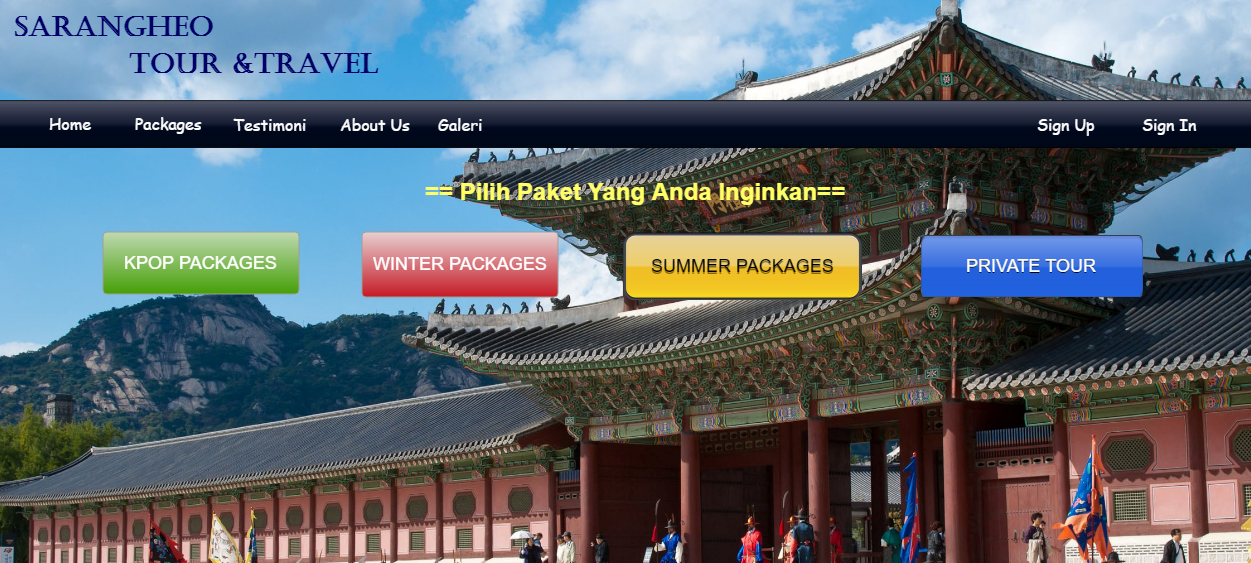 SARANGHEO
TOUR &TRAVEL
Home Packages Testimoni About Us Galeri Sign Up Sign In
== Pilih Paket Yang Anda Inginkan==
KPOP PACKAGES WINTER PACKAGES SUMMER PACKAGES PRIVATE TOUR